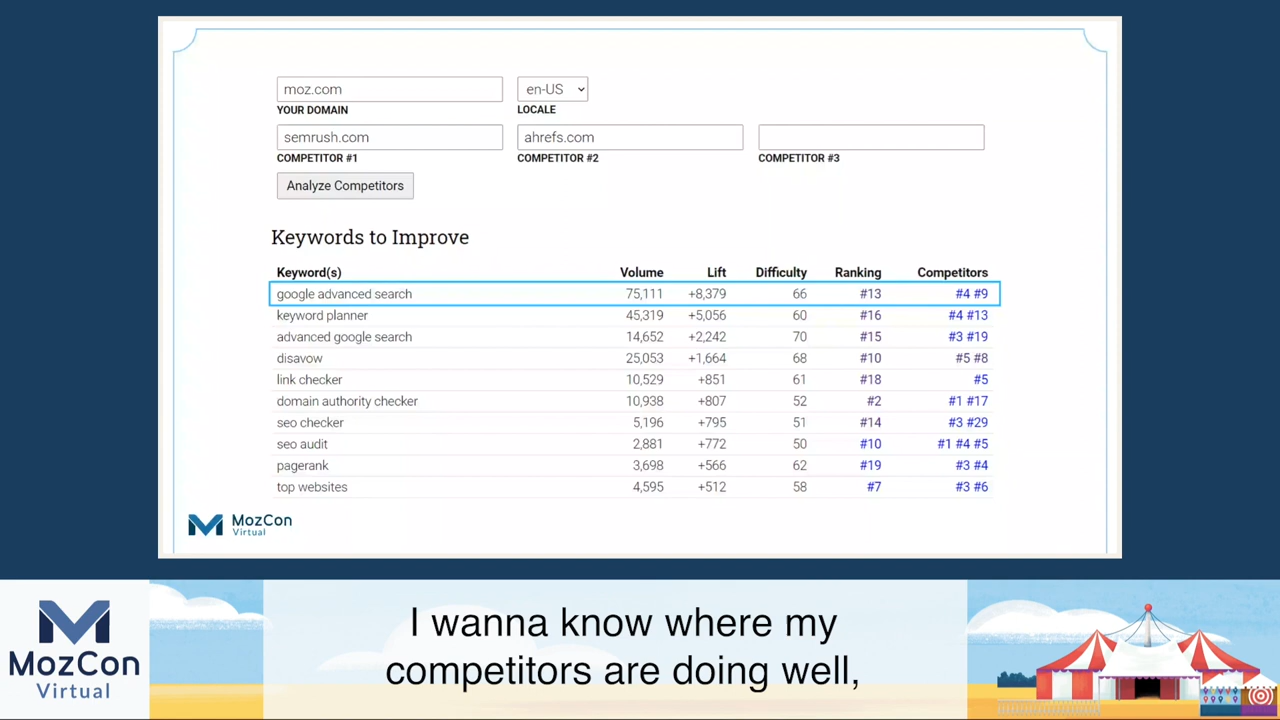 moz.com en-US
YOUR DOMAIN LOCALE
semrush.com ahrefs.com
COMPETITOR #1 COMPETITOR #2 COMPETITOR #3
Analyze Competitors
Keywords to Improve
Keyword(s) Volume Lift Difficulty Ranking Competitors
google advanced search 75,111 +8,379 66 #13 #4 #9
keyword planner 45,319 +5,056 60 #16 #4 #13
advanced google search 14,652 +2,242 70 #15 #3 #19
disavow 25,053 +1,664 68 #10 #5 #8
link checker 10,529 +851 61 #18 #5
domain authority checker 10,938 +807 52 #2 #1 #17
seo checker 5,196 +795 51 #14 #3 #29
seo audit 2,881 +772 50 #10 #1 #4 #5
pagerank 3,698 +566 62 #19 #3 #4
top websites 4,595 +512 58 #7 #3 #6
MozCon
Virtual
I wanna know where my
competitors are doing well,
MozCon
Virtual